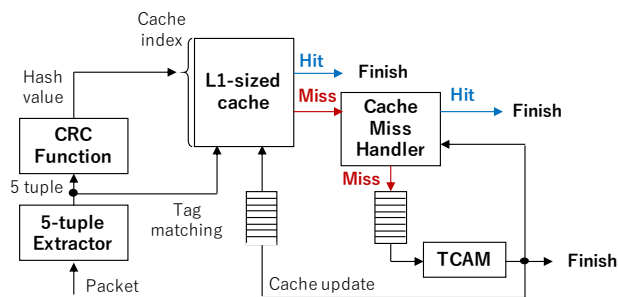 Cache
index
Hash
value
L1-sized
cache
Hit
Finish
Miss
Cache
Miss
Handler
Hit
Finish
CRC
Function
5 tuple
Miss
Tag
matching
5-tuple
Extractor
TCAM
Finish
Packet
Cache update